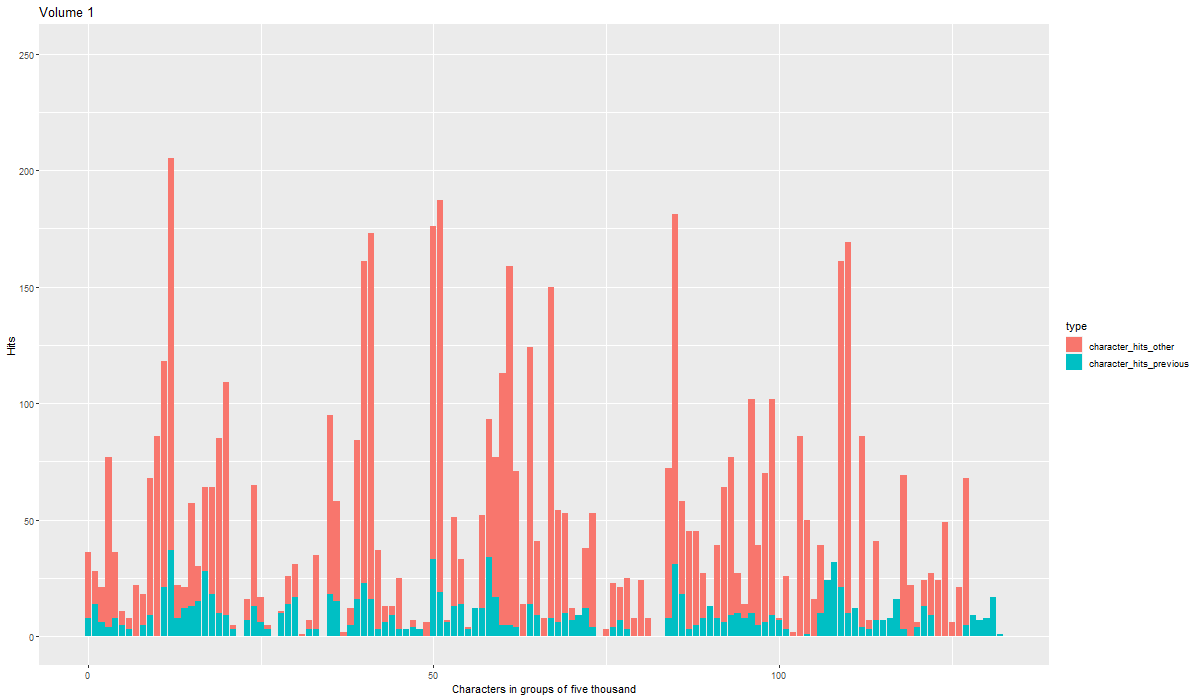 Volume 1
250
200
150
100
50
0
Hits
0 50 100
Characters in groups of five thousand
type
character_hits_other
character_hits_previous